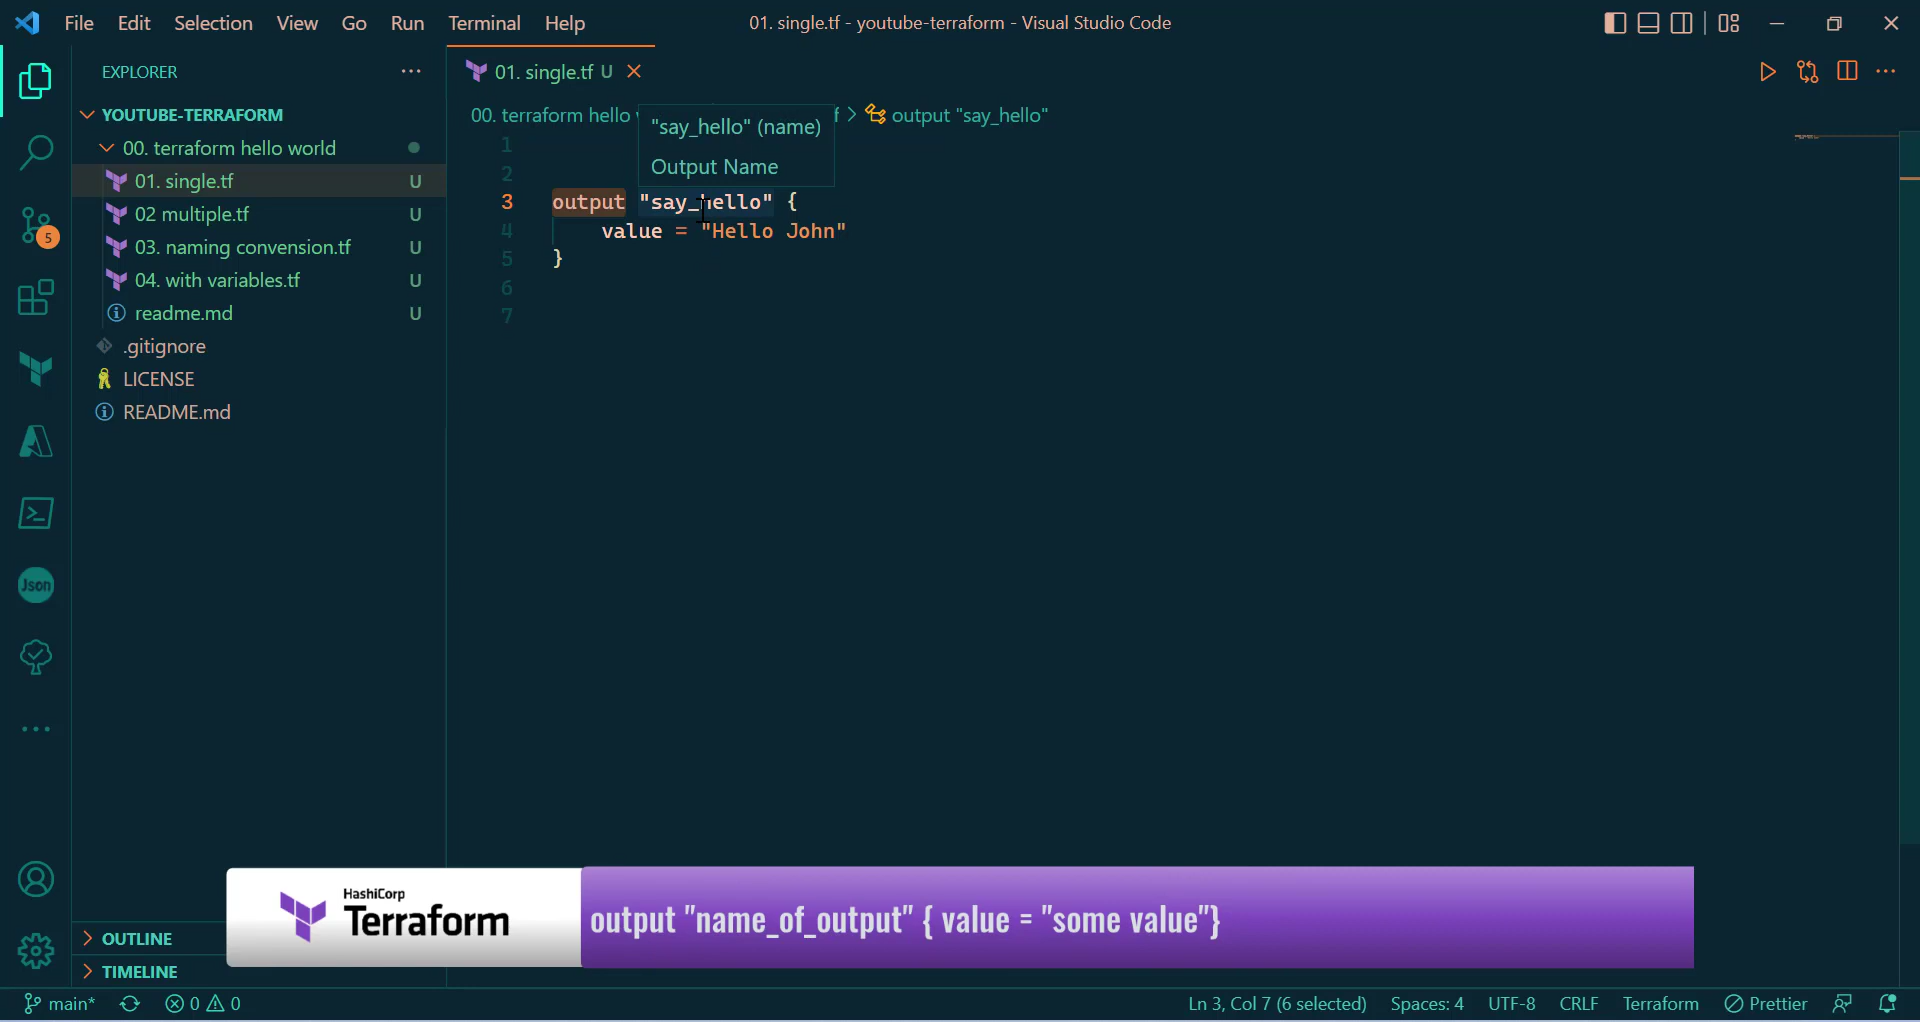 File Edit Selection View Go Run Terminal Help
01. single.tf - youtube-terraform - Visual Studio Code
EXPLORER
YOUTUBE-TERRAFORM
00. terraform hello world
01. single.tf U
02 multiple.tf U
03. naming convension.tf U
04. with variables.tf U
readme.md U
.gitignore
LICENSE
README.md
5
Json
OUTLINE
TIMELINE
01. single.tf U
00. terraform hello
output "say_hello"
"say_hello" (name)
Output Name
1
2
3 output "say_hello" {
4 value = "Hello John"
5 }
6
7
HashiCorp
Terraform
output "name_of_output" { value = "some value"}
main* 0 0
Ln 3, Col 7 (6 selected) Spaces: 4 UTF-8 CRLF Terraform Prettier